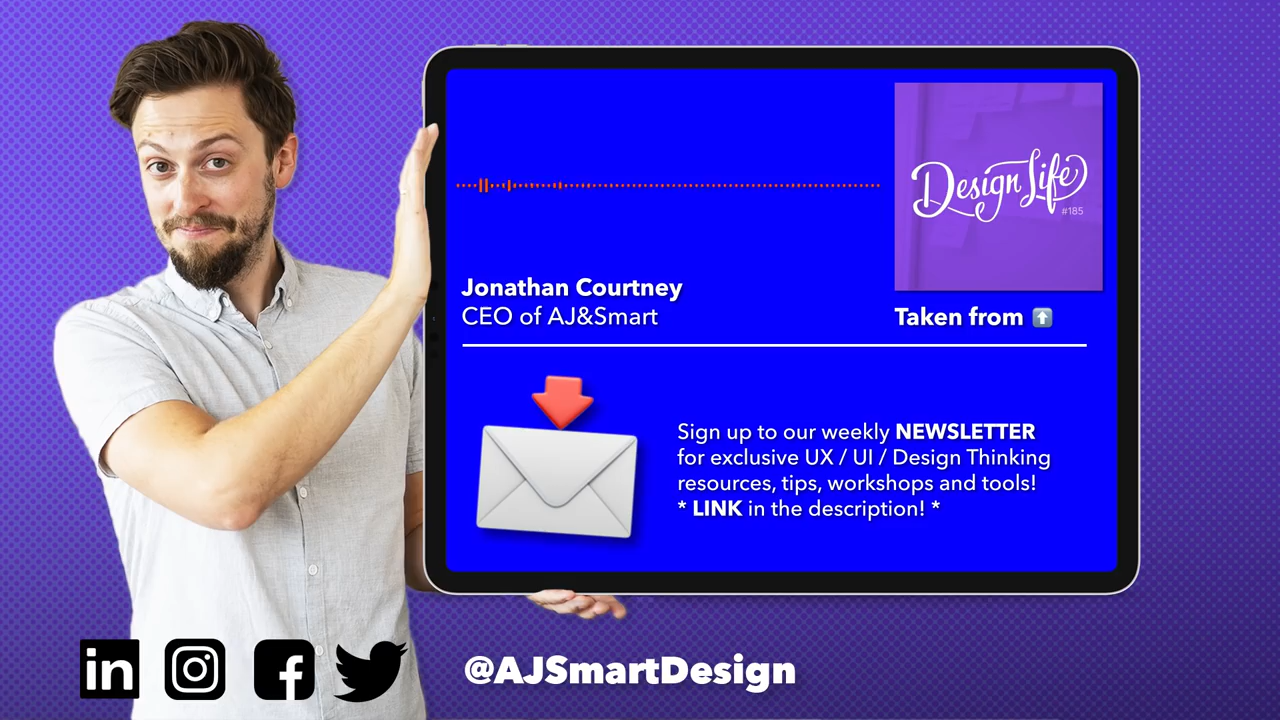 Design Life
#185
Jonathan Courtney
CEO of AJ&Smart
Taken from ⬆️
Sign up to our weekly NEWSLETTER
for exclusive UX / UI / Design Thinking
resources, tips, workshops and tools!
* LINK in the description! *
in
@AJSmartDesign